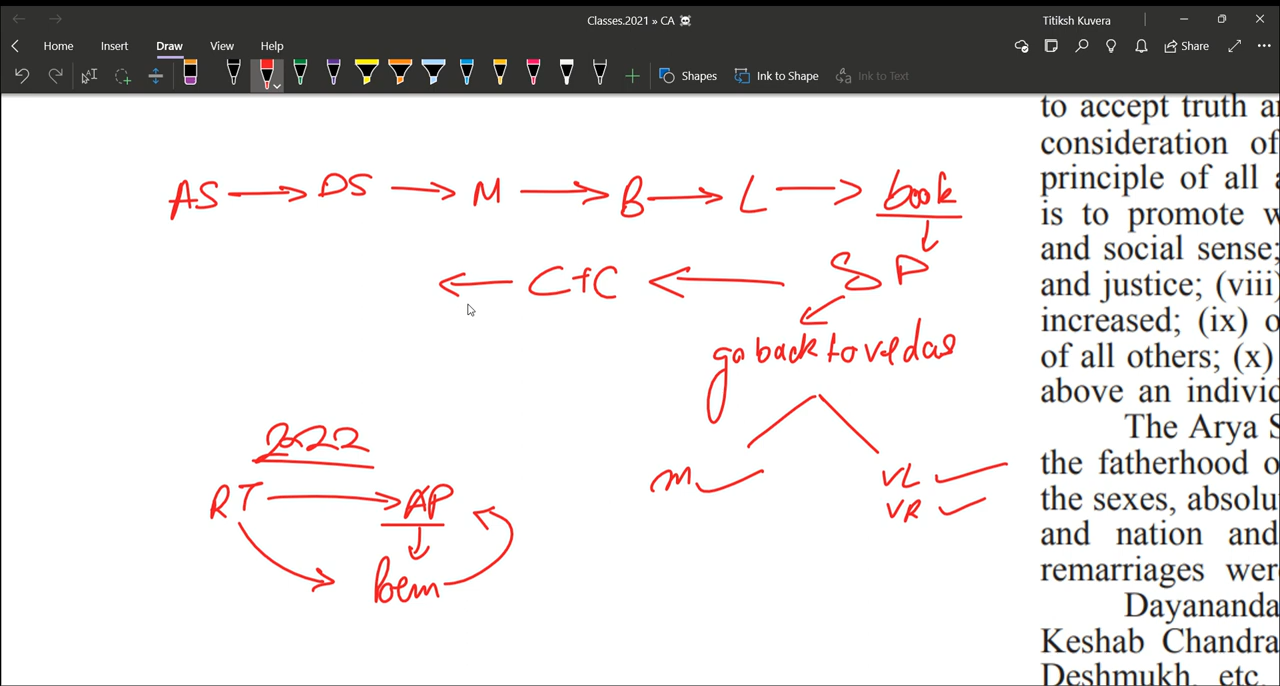 Classes.2021 » CA
Titiksh Kuvera
Home Insert Draw View Help
Share
Shapes Ink to Shape Ink to Text
AS → DS → M → B → L → book
← CfC ← SP
go back to vedas
M
VL
VR
2022
RT → AP
bem
to accept truth a
consideration of
principle of all a
is to promote w
and social sense;
and justice; (viii)
increased; (ix) o
of all others; (x)
above an individ
The Arya S
the fatherhood o
the sexes, absolu
and nation and
remarriages were
Dayananda
Keshab Chandra
Deshmukh, etc.